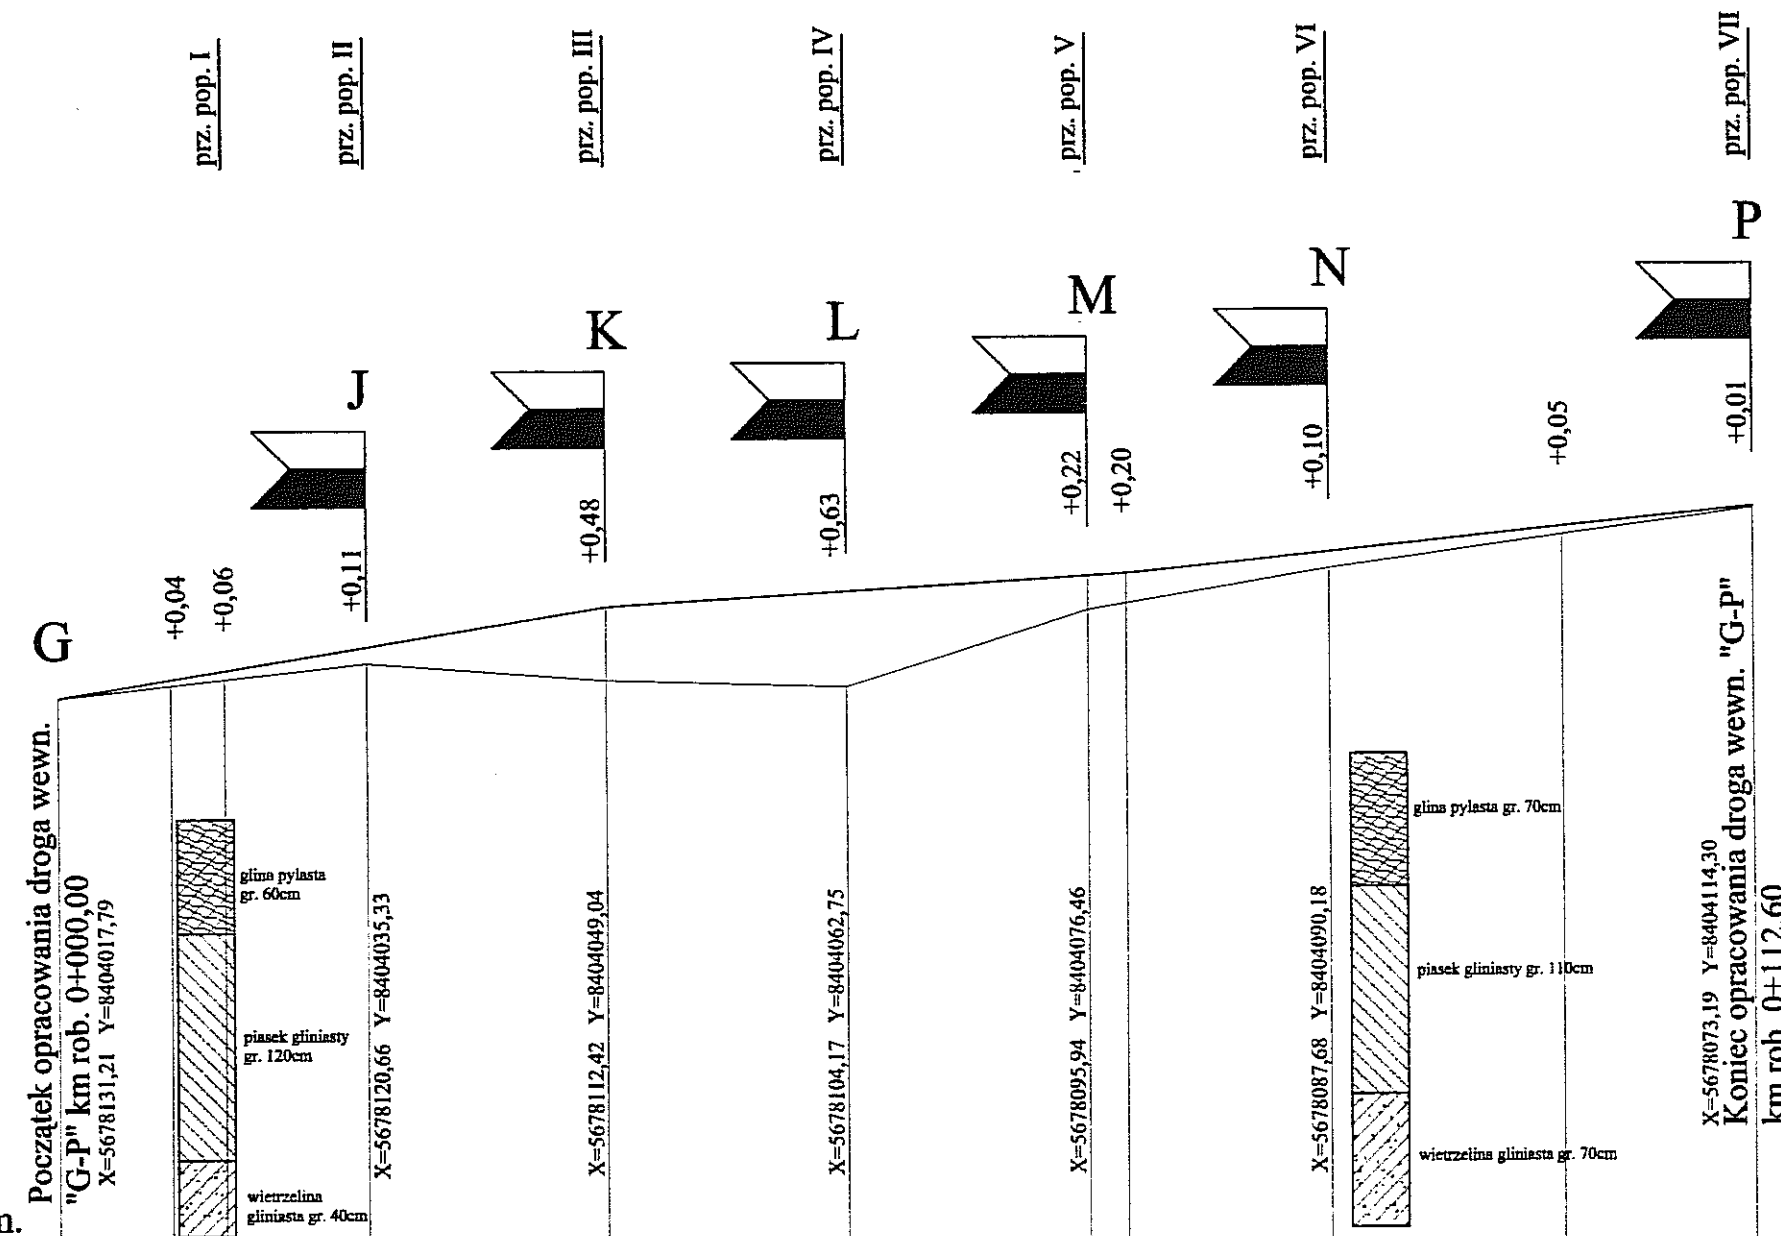 prz. pop. I
prz. pop. II
prz. pop. III
prz. pop. IV
prz. pop. V
prz. pop. VI
prz. pop. VII
G
J
K
L
M
N
P
+0,04
+0,06
+0,11
+0,48
+0,63
+0,22
+0,20
+0,10
+0,05
+0,01
Początek opracowania droga wewn.
"G-P" km rob. 0+000,00
X=5678131,21 Y=8404017,79
glina pylasta
gr. 60cm
piasek gliniasty
gr. 120cm
wietrzelina
gliniasta gr. 40cm
X=5678120,66 Y=8404035,33
X=5678112,42 Y=8404049,04
X=5678104,17 Y=8404062,75
X=5678095,94 Y=8404076,46
X=5678087,68 Y=8404090,18
glina pylasta gr. 70cm
piasek gliniasty gr. 110cm
wietrzelina gliniasta gr. 70cm
X=5678073,19 Y=8404114,30
Koniec opracowania droga wewn. "G-P"
km rob. 0+112,60